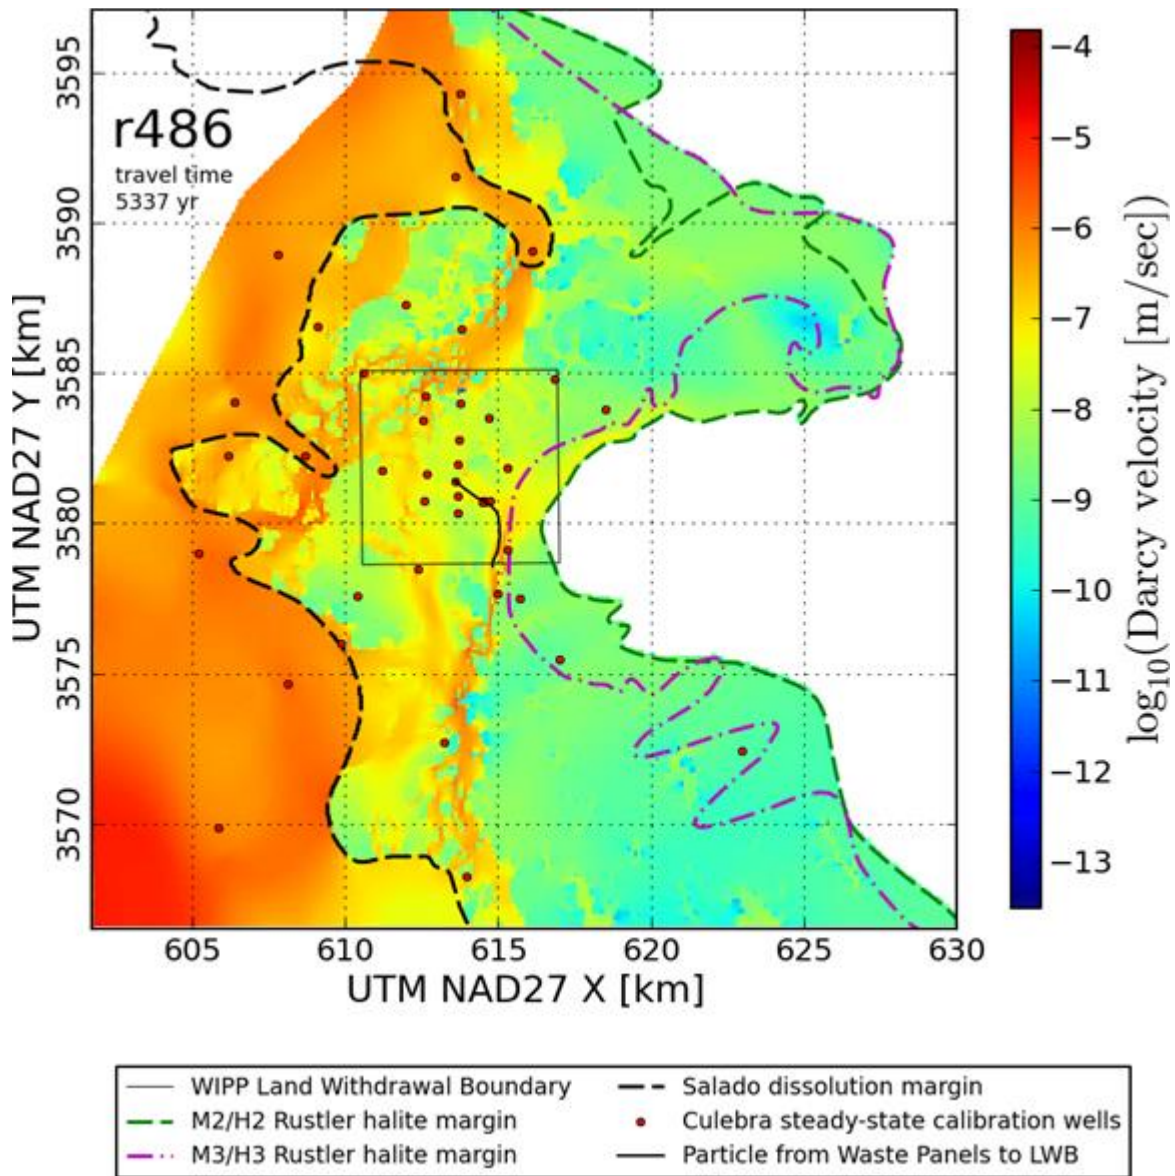 r486
travel time
5337 yr
3595
3590
3585
3580
3575
3570
UTM NAD27 Y [km]
605 610 615 620 625 630
UTM NAD27 X [km]
−4
−5
−6
−7
−8
−9
−10
−11
−12
−13
log10(Darcy velocity [m/sec])
WIPP Land Withdrawal Boundary
M2/H2 Rustler halite margin
M3/H3 Rustler halite margin
Salado dissolution margin
Culebra steady-state calibration wells
Particle from Waste Panels to LWB